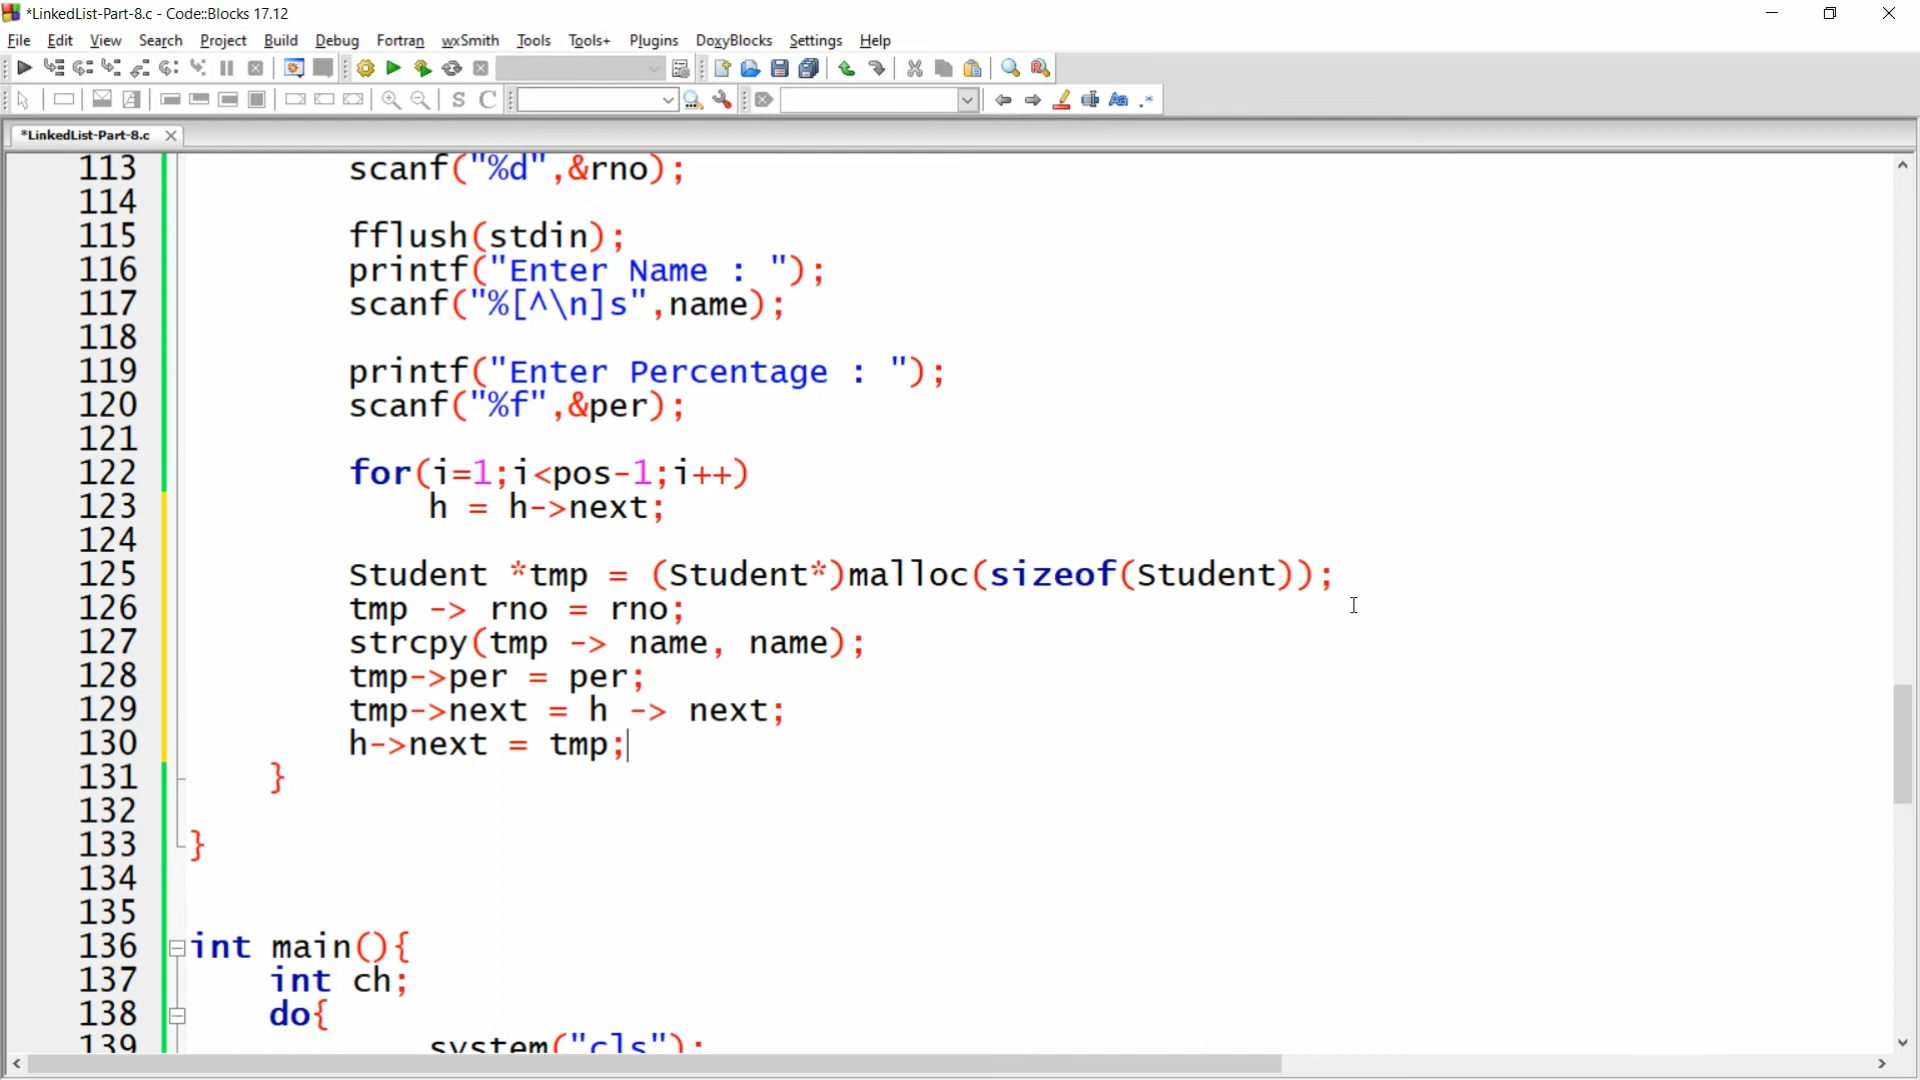 *LinkedList-Part-8.c - Code::Blocks 17.12
File Edit View Search Project Build Debug Fortran wxSmith Tools Tools+ Plugins DoxyBlocks Settings Help
*LinkedList-Part-8.c
113 scanf("%d",&rno);
114
115 fflush(stdin);
116 printf("Enter Name : ");
117 scanf("%[^\n]s",name);
118
119 printf("Enter Percentage : ");
120 scanf("%f",&per);
121
122 for(i=1;i<pos-1;i++)
123 h = h->next;
124
125 Student *tmp = (Student*)malloc(sizeof(Student));
126 tmp -> rno = rno;
127 strcpy(tmp -> name, name);
128 tmp->per = per;
129 tmp->next = h -> next;
130 h->next = tmp;
131 }
132
133 }
134
135
136 int main(){
137 int ch;
138 do{
139 system("cls");